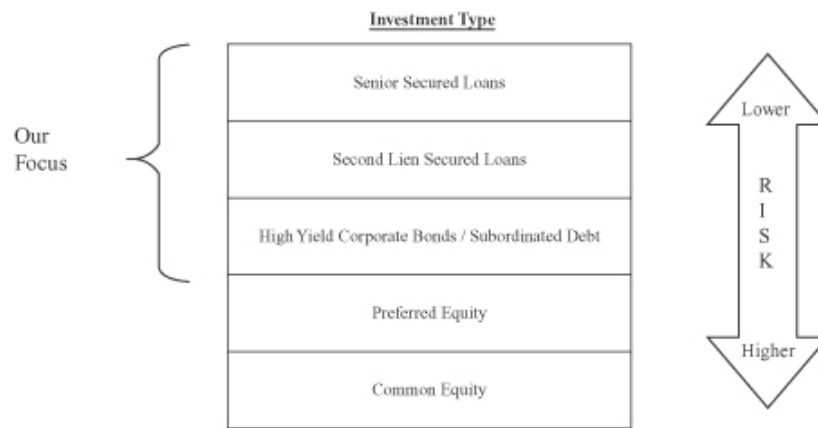 Investment Type
Our
Focus
Senior Secured Loans
Second Lien Secured Loans
High Yield Corporate Bonds / Subordinated Debt
Preferred Equity
Common Equity
Lower
R
I
S
K
Higher